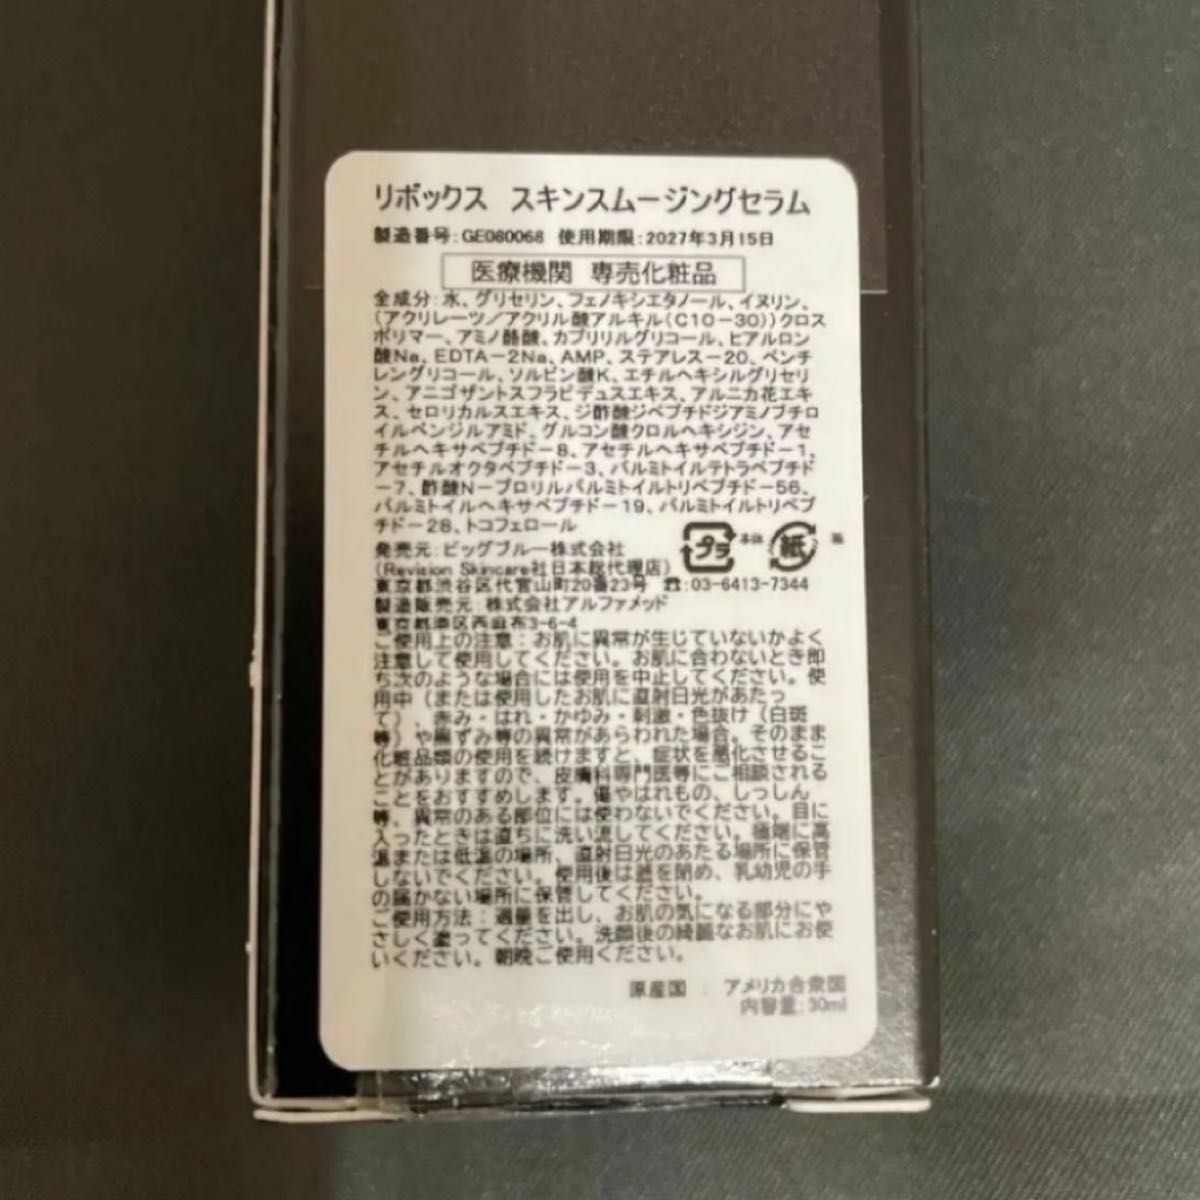 リボックス スキンスムージングセラム
製造番号:GE080068 使用期限:2027年3月15日
医療機関 専売化粧品
全成分:水、グリセリン、フェノキシエタノール、イヌリン、
(アクリレーツ/アクリル酸アルキル(C10-30))クロス
ポリマー、アミノ酪酸、カプリリルグリコール、ヒアルロン
酸Na、EDTA-2Na、AMP、ステアレス-20、ペンチ
レングリコール、ソルビン酸K、エチルヘキシルグリセリ
ン、アニゴザントスフラビデュスエキス、アルニカ花エキ
ス、セロリカルスエキス、ジ酢酸ジペプチドジアミノブチロ
イルベンジルアミド、グルコン酸クロルヘキシジン、アセ
チルヘキサペプチド-8、アセチルヘキサペプチド-1、
アセチルオクタペプチド-3、パルミトイルテトラペプチド
-7、酢酸N-プロリルパルミトイルトリペプチド-56、
パルミトイルヘキサペプチド-19、パルミトイルトリペプ
チド-28、トコフェロール
プラ 本体 紙 箱
発売元:ビッグブルー株式会社
(Revision Skincare社日本総代理店)
東京都渋谷区代官山町20番23号 ☎:03-6413-7344
製造販売元:株式会社アルファメッド
東京都港区西麻布3-6-4
ご使用上の注意:お肌に異常が生じていないかよく
注意して使用してください。お肌に合わないとき即
ち次のような場合には使用を中止してください。使
用中(または使用したお肌に直射日光があたっ
て)、赤み・はれ・かゆみ・刺激・色抜け(白斑
等)や黒ずみ等の異常があらわれた場合。そのまま
化粧品類の使用を続けますと、症状を悪化させるこ
とがありますので、皮膚科専門医等にご相談される
ことをおすすめします。傷やはれもの、しっしん
等、異常のある部位には使わないでください。目に
入ったときは直ちに洗い流してください。極端に高
温または低温の場所、直射日光のあたる場所に保管
しないでください。使用後は蓋を閉め、乳幼児の手
の届かない場所に保管してください。
ご使用方法:適量を出し、お肌の気になる部分にや
さしく塗ってください。洗顔後の綺麗なお肌にお使
いください。朝晩ご使用ください。
原産国 : アメリカ合衆国
内容量:30ml